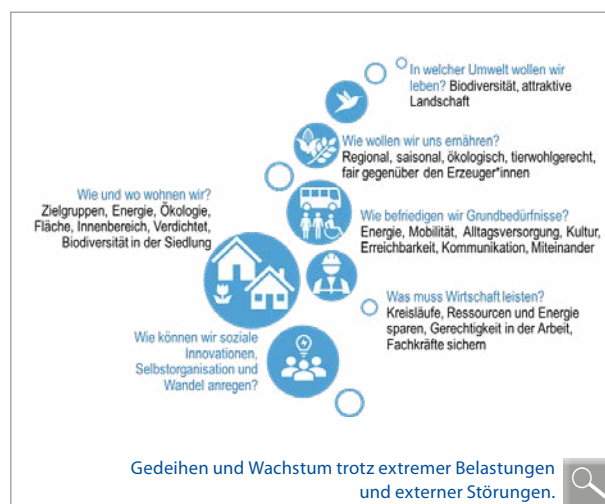 In welcher Umwelt wollen wir
leben? Biodiversität, attraktive
Landschaft
Wie wollen wir uns ernähren?
Regional, saisonal, ökologisch, tierwohlgerecht,
fair gegenüber den Erzeuger*innen
Wie und wo wohnen wir?
Zielgruppen, Energie, Ökologie,
Fläche, Innenbereich, Verdichtet,
Biodiversität in der Siedlung
Wie befriedigen wir Grundbedürfnisse?
Energie, Mobilität, Alltagsversorgung, Kultur,
Erreichbarkeit, Kommunikation, Miteinander
Was muss Wirtschaft leisten?
Kreisläufe, Ressourcen und Energie
sparen, Gerechtigkeit in der Arbeit,
Fachkräfte sichern
Wie können wir soziale
Innovationen,
Selbstorganisation und
Wandel anregen?
Gedeihen und Wachstum trotz extremer Belastungen
und externer Störungen.